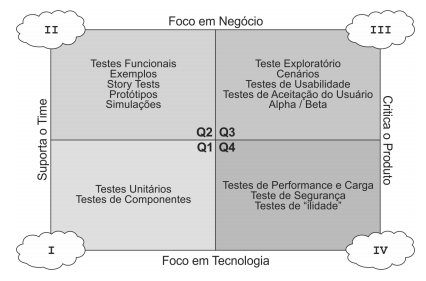 Foco em Negócio
II
III
Testes Funcionais
Exemplos
Story Tests
Protótipos
Simulações
Teste Exploratório
Cenários
Testes de Usabilidade
Testes de Aceitação do Usuário
Alpha / Beta
Suporta o Time
Critica o Produto
Q2 Q3
Q1 Q4
Testes Unitários
Testes de Componentes
Testes de Performance e Carga
Teste de Segurança
Testes de "ilidade"
I
IV
Foco em Tecnologia